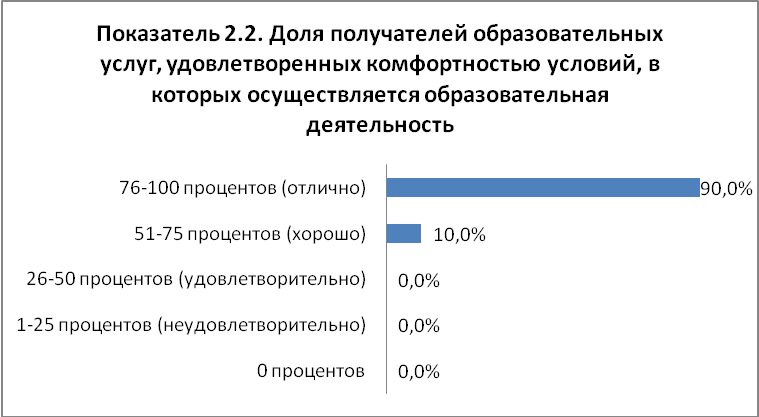 Показатель 2.2. Доля получателей образовательных
услуг, удовлетворенных комфортностью условий, в
которых осуществляется образовательная
деятельность
76-100 процентов (отлично) 90,0%
51-75 процентов (хорошо) 10,0%
26-50 процентов (удовлетворительно) 0,0%
1-25 процентов (неудовлетворительно) 0,0%
0 процентов 0,0%